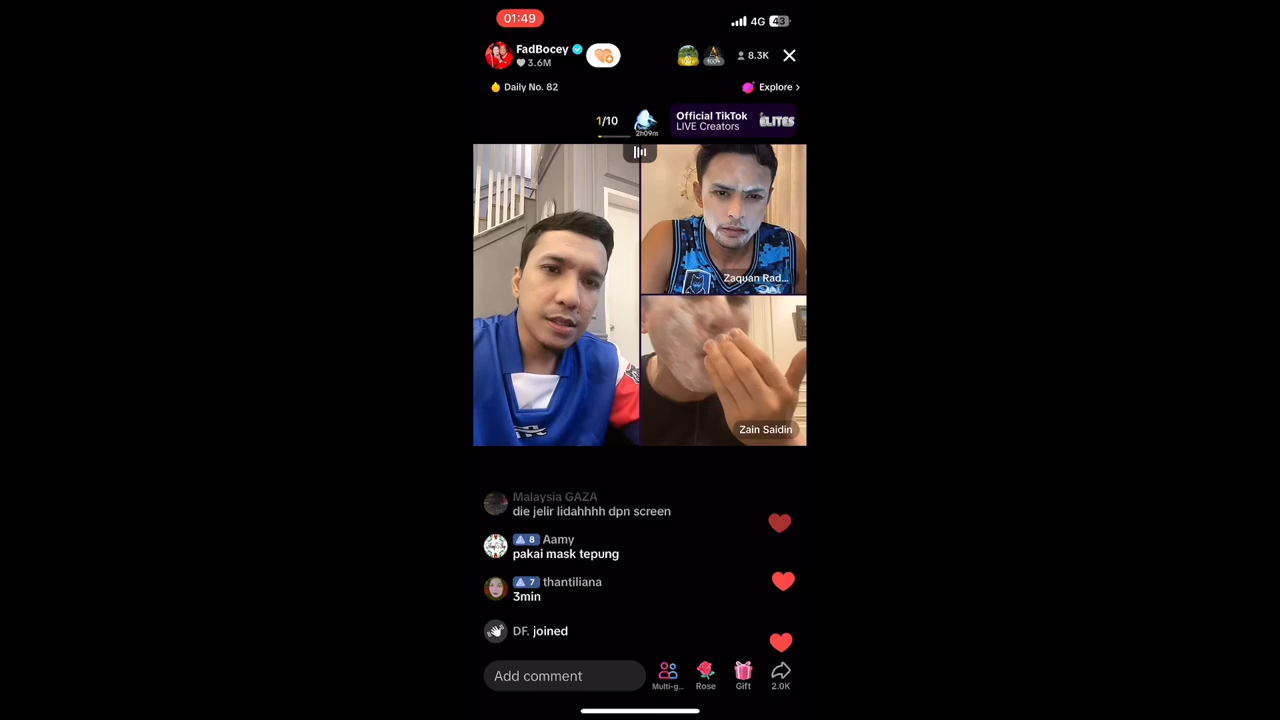 01:49
4G
43
FadBocey
3.6M
8.3K
Daily No. 82
Explore >
1/10
2h09m
Official TikTok
LIVE Creators
ELITES
Zaquan Rad...
Zain Saidin
Malaysia GAZA
die jelir lidahhhh dpn screen
8 Aamy
pakai mask tepung
7 thantiliana
3min
DF. joined
Add comment
Multi-g...
Rose
Gift
2.0K